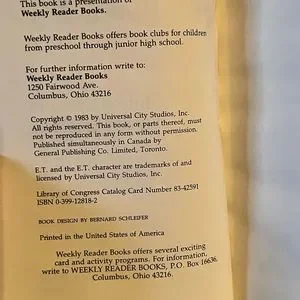 This book is a presentation of
Weekly Reader Books.
Weekly Reader Books offers book clubs for children
from preschool through junior high school.
For further information write to:
Weekly Reader Books
1250 Fairwood Ave.
Columbus, Ohio 43216
Copyright © 1983 by Universal City Studios, Inc.
All rights reserved. This book, or parts thereof, must
not be reproduced in any form without permission.
Published simultaneously in Canada by
General Publishing Co. Limited, Toronto.
E.T. and the E.T. character are trademarks of and
licensed by Universal City Studios, Inc.
Library of Congress Catalog Card Number 83-42591
ISBN 0-399-12818-2
BOOK DESIGN BY BERNARD SCHLEIFER
Printed in the United States of America
Weekly Reader Books offers several exciting
card and activity programs. For information,
write to WEEKLY READER BOOKS, P.O. Box 16636,
Columbus, Ohio 43216.